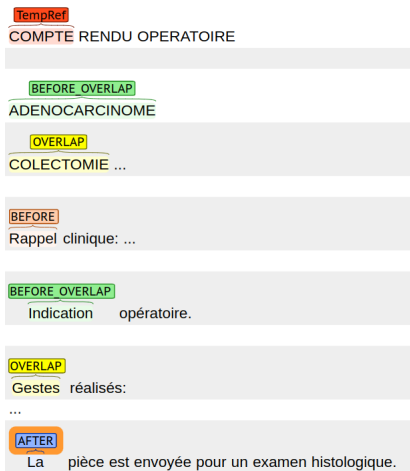 TempRef
COMPTE RENDU OPERATOIRE
BEFORE_OVERLAP
ADENOCARCINOME
OVERLAP
COLECTOMIE ...
BEFORE
Rappel clinique: ...
BEFORE_OVERLAP
Indication opératoire.
OVERLAP
Gestes réalisés:
...
AFTER
La pièce est envoyée pour un examen histologique.